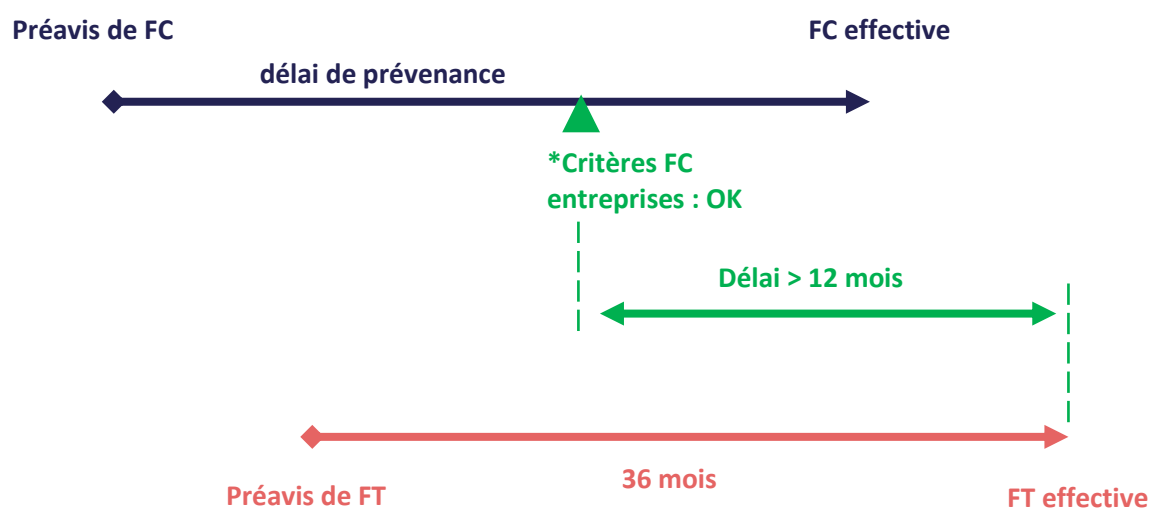 Préavis de FC
FC effective
délai de prévenance
*Critères FC
entreprises : OK
Délai > 12 mois
36 mois
Préavis de FT
FT effective